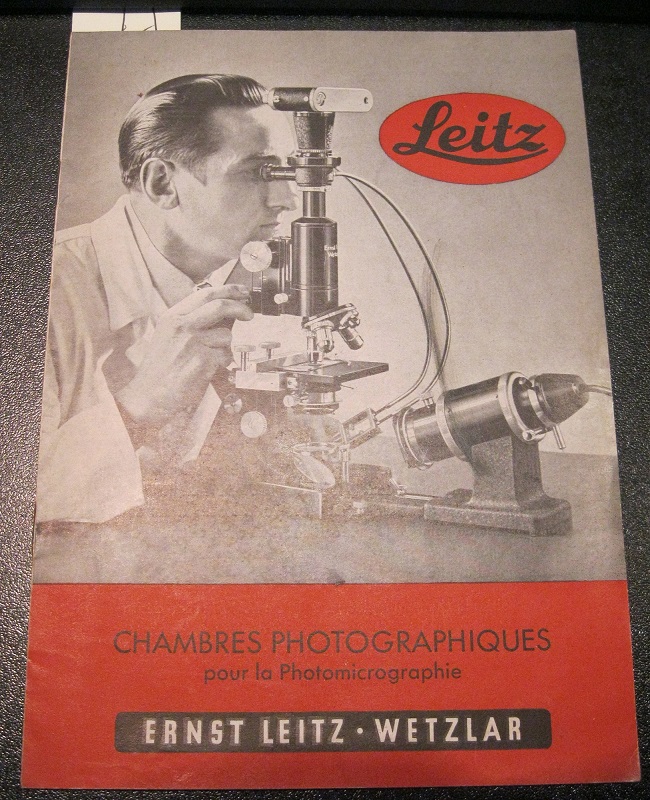 Leitz
CHAMBRES PHOTOGRAPHIQUES
pour la Photomicrographie
ERNST LEITZ · WETZLAR